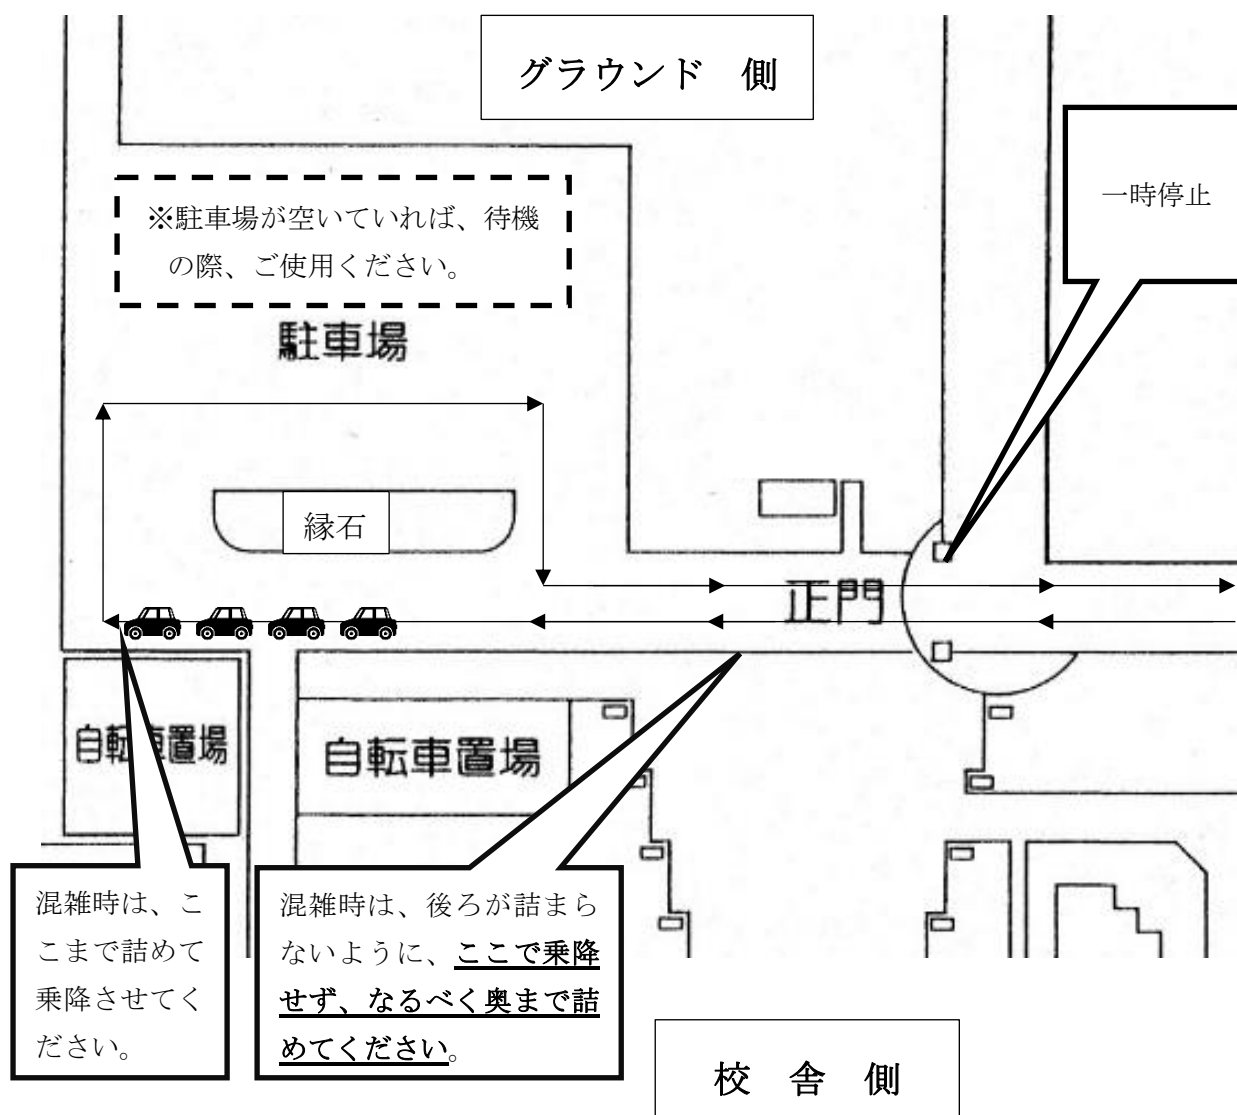 グラウンド　側
一時停止
※駐車場が空いていれば、待機
の際、ご使用ください。
駐車場
縁石
正門
自転車置場
自転車置場
混雑時は、こ
こまで詰めて
乗降させてく
ださい。
混雑時は、後ろが詰まら
ないように、ここで乗降
せず、なるべく奥まで詰
めてください。
校　舎　側